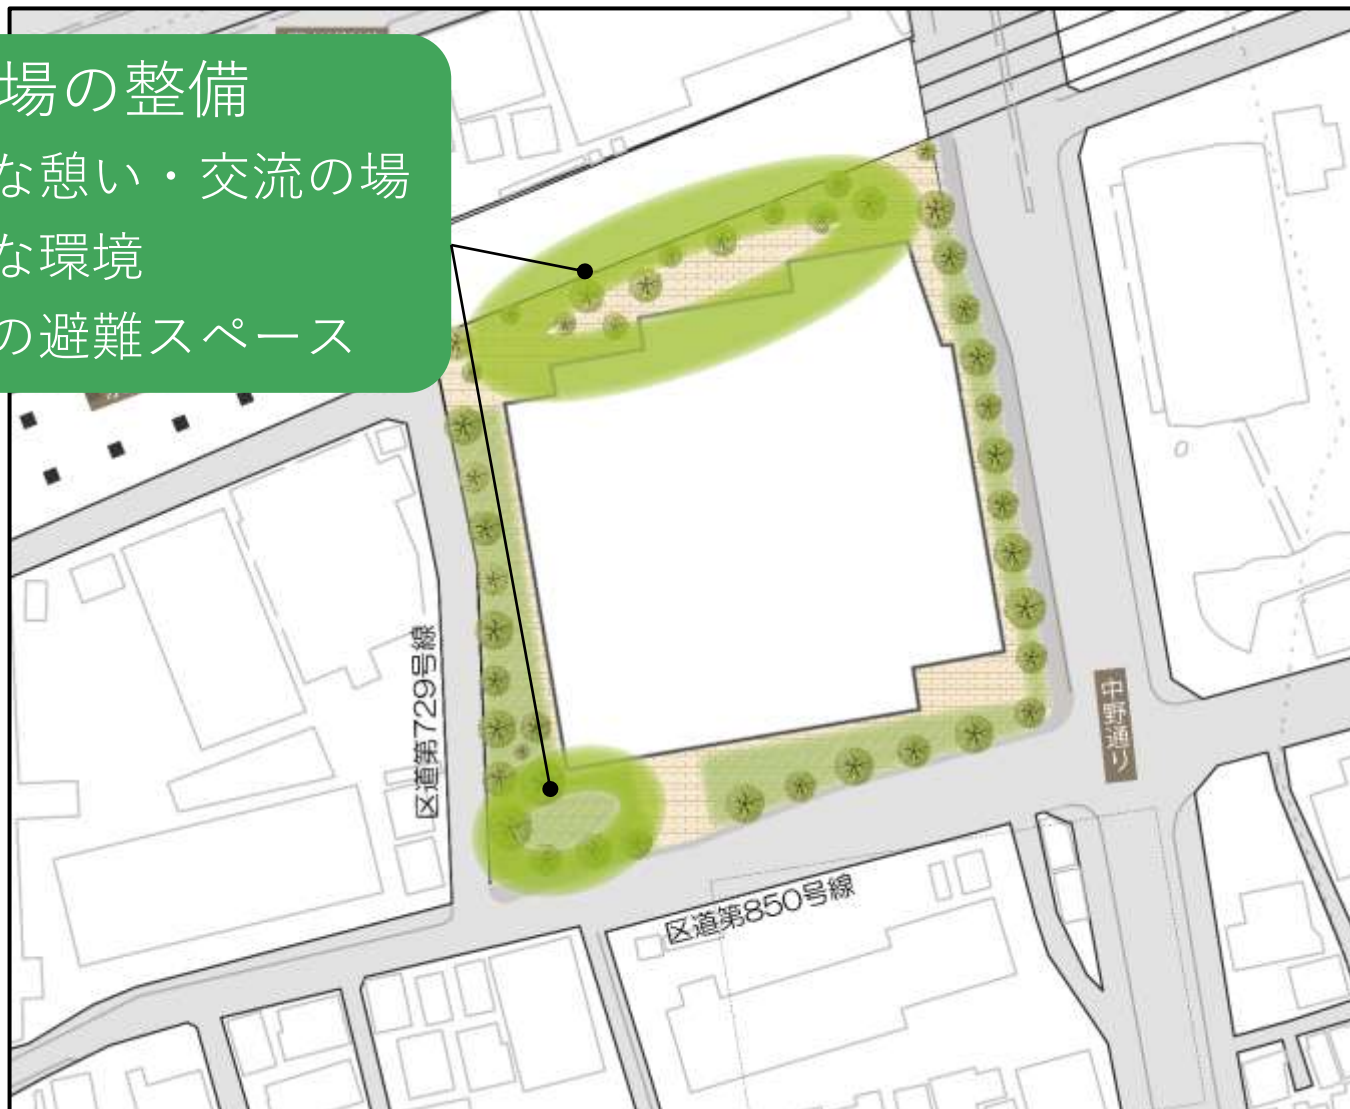 場の整備
な憩い・交流の場
な環境
の避難スペース
区道第729号線
中野通り
区道第850号線